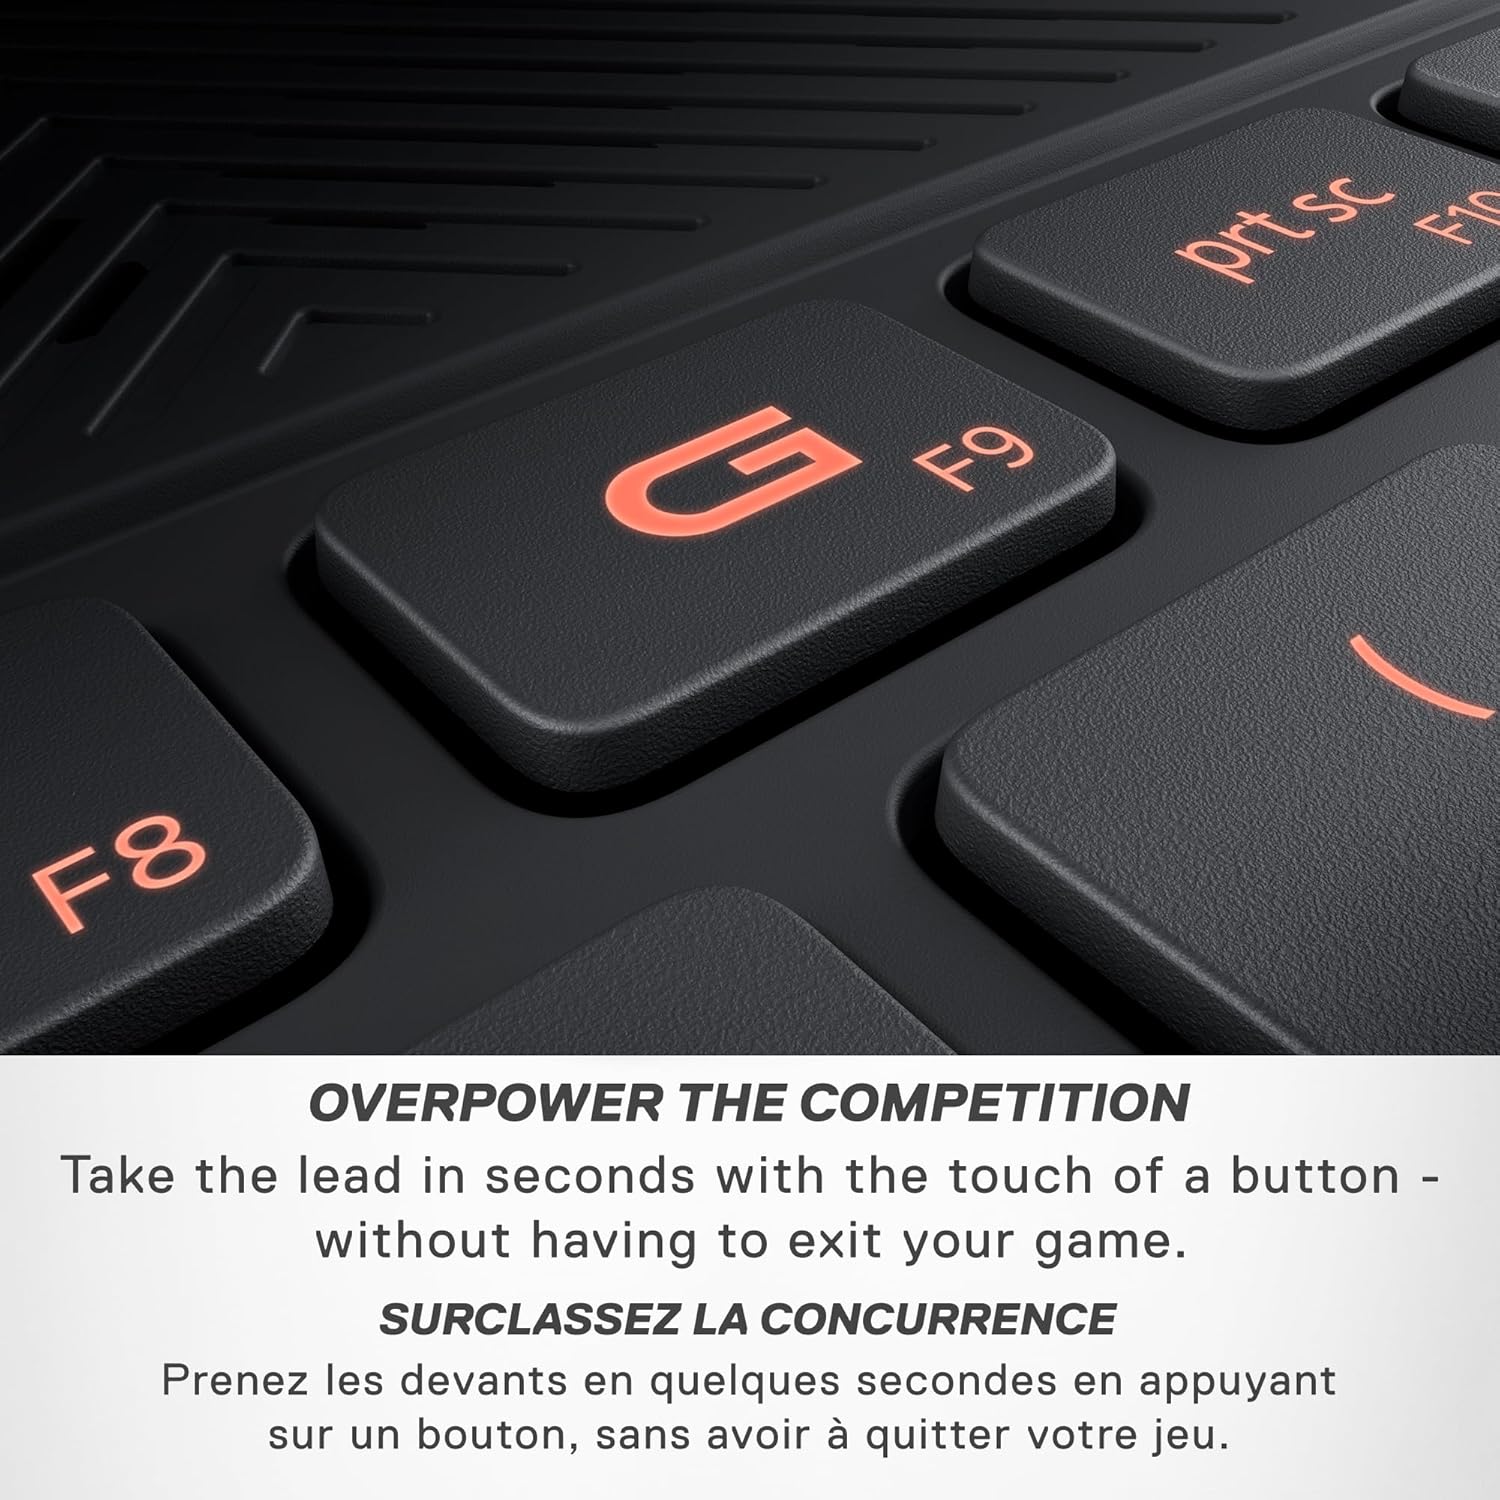 prt sc
F10
G F9
F8
(
OVERPOWER THE COMPETITION
Take the lead in seconds with the touch of a button -
without having to exit your game.
SURCLASSEZ LA CONCURRENCE
Prenez les devants en quelques secondes en appuyant
sur un bouton, sans avoir à quitter votre jeu.